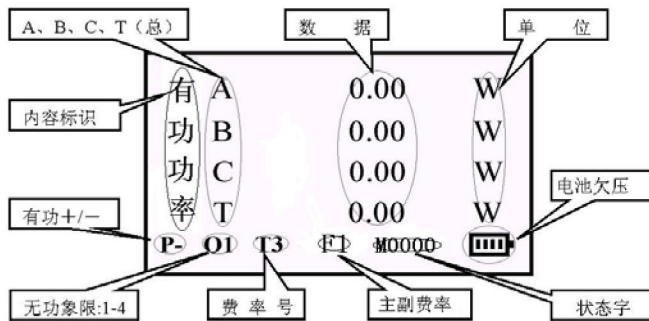 A、B、C、T（总）
数 据
单 位
有 A 0.00 W
内容标识
功 B 0.00 W
功 C 0.00 W
电池欠压
率 T 0.00 W
有功+/−
P- Q1 T3 F1 M0000
无功象限:1-4
费 率 号
主副费率
状态字